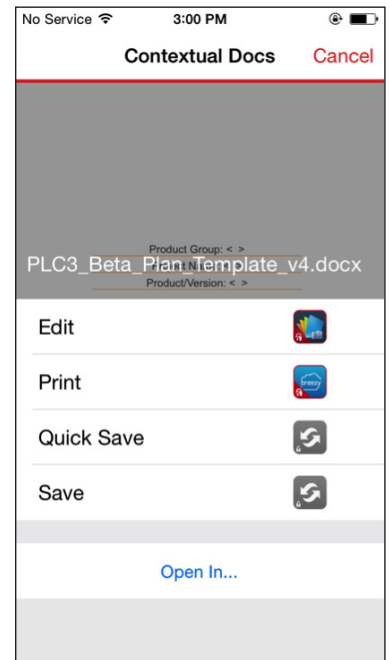 No Service 3:00 PM
Contextual Docs Cancel
Product Group: < >
PLC3_Beta_Plan_Template_v4.docx
Product/Version: < >
Edit
Print
breezy
Quick Save
Save
Open In...